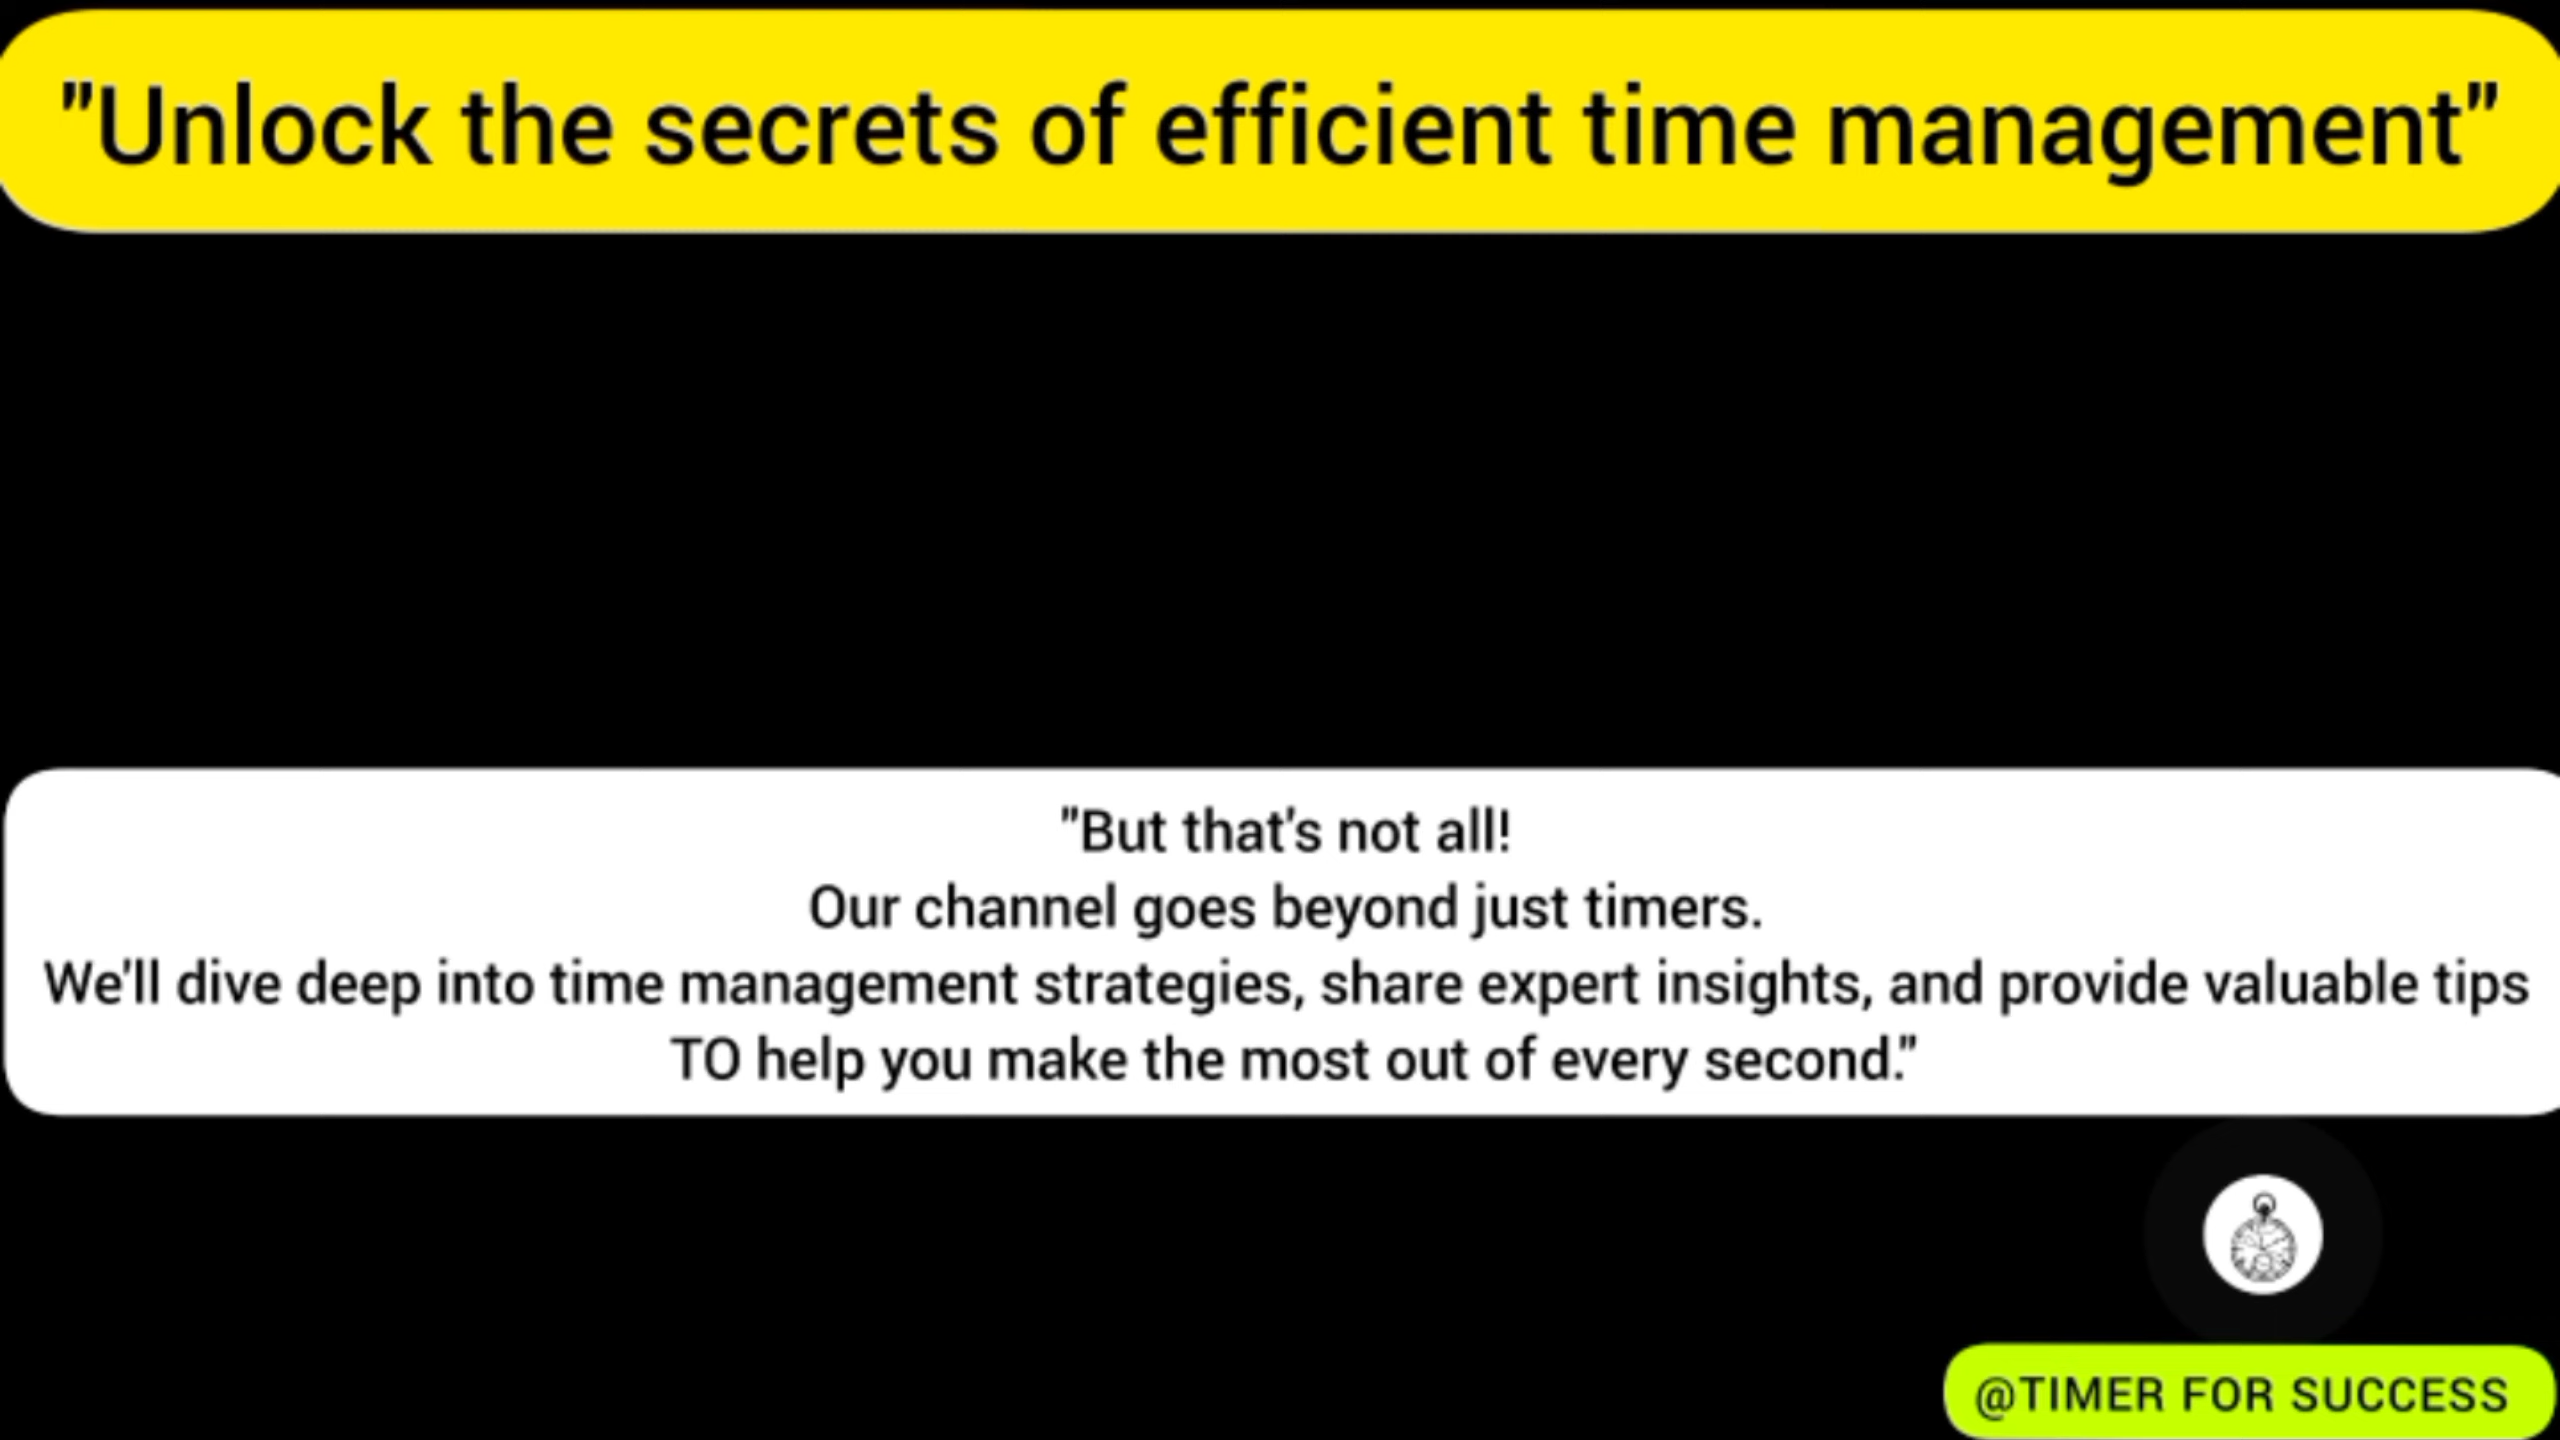 "Unlock the secrets of efficient time management"
"But that's not all!
Our channel goes beyond just timers.
We'll dive deep into time management strategies, share expert insights, and provide valuable tips
TO help you make the most out of every second."
@TIMER FOR SUCCESS